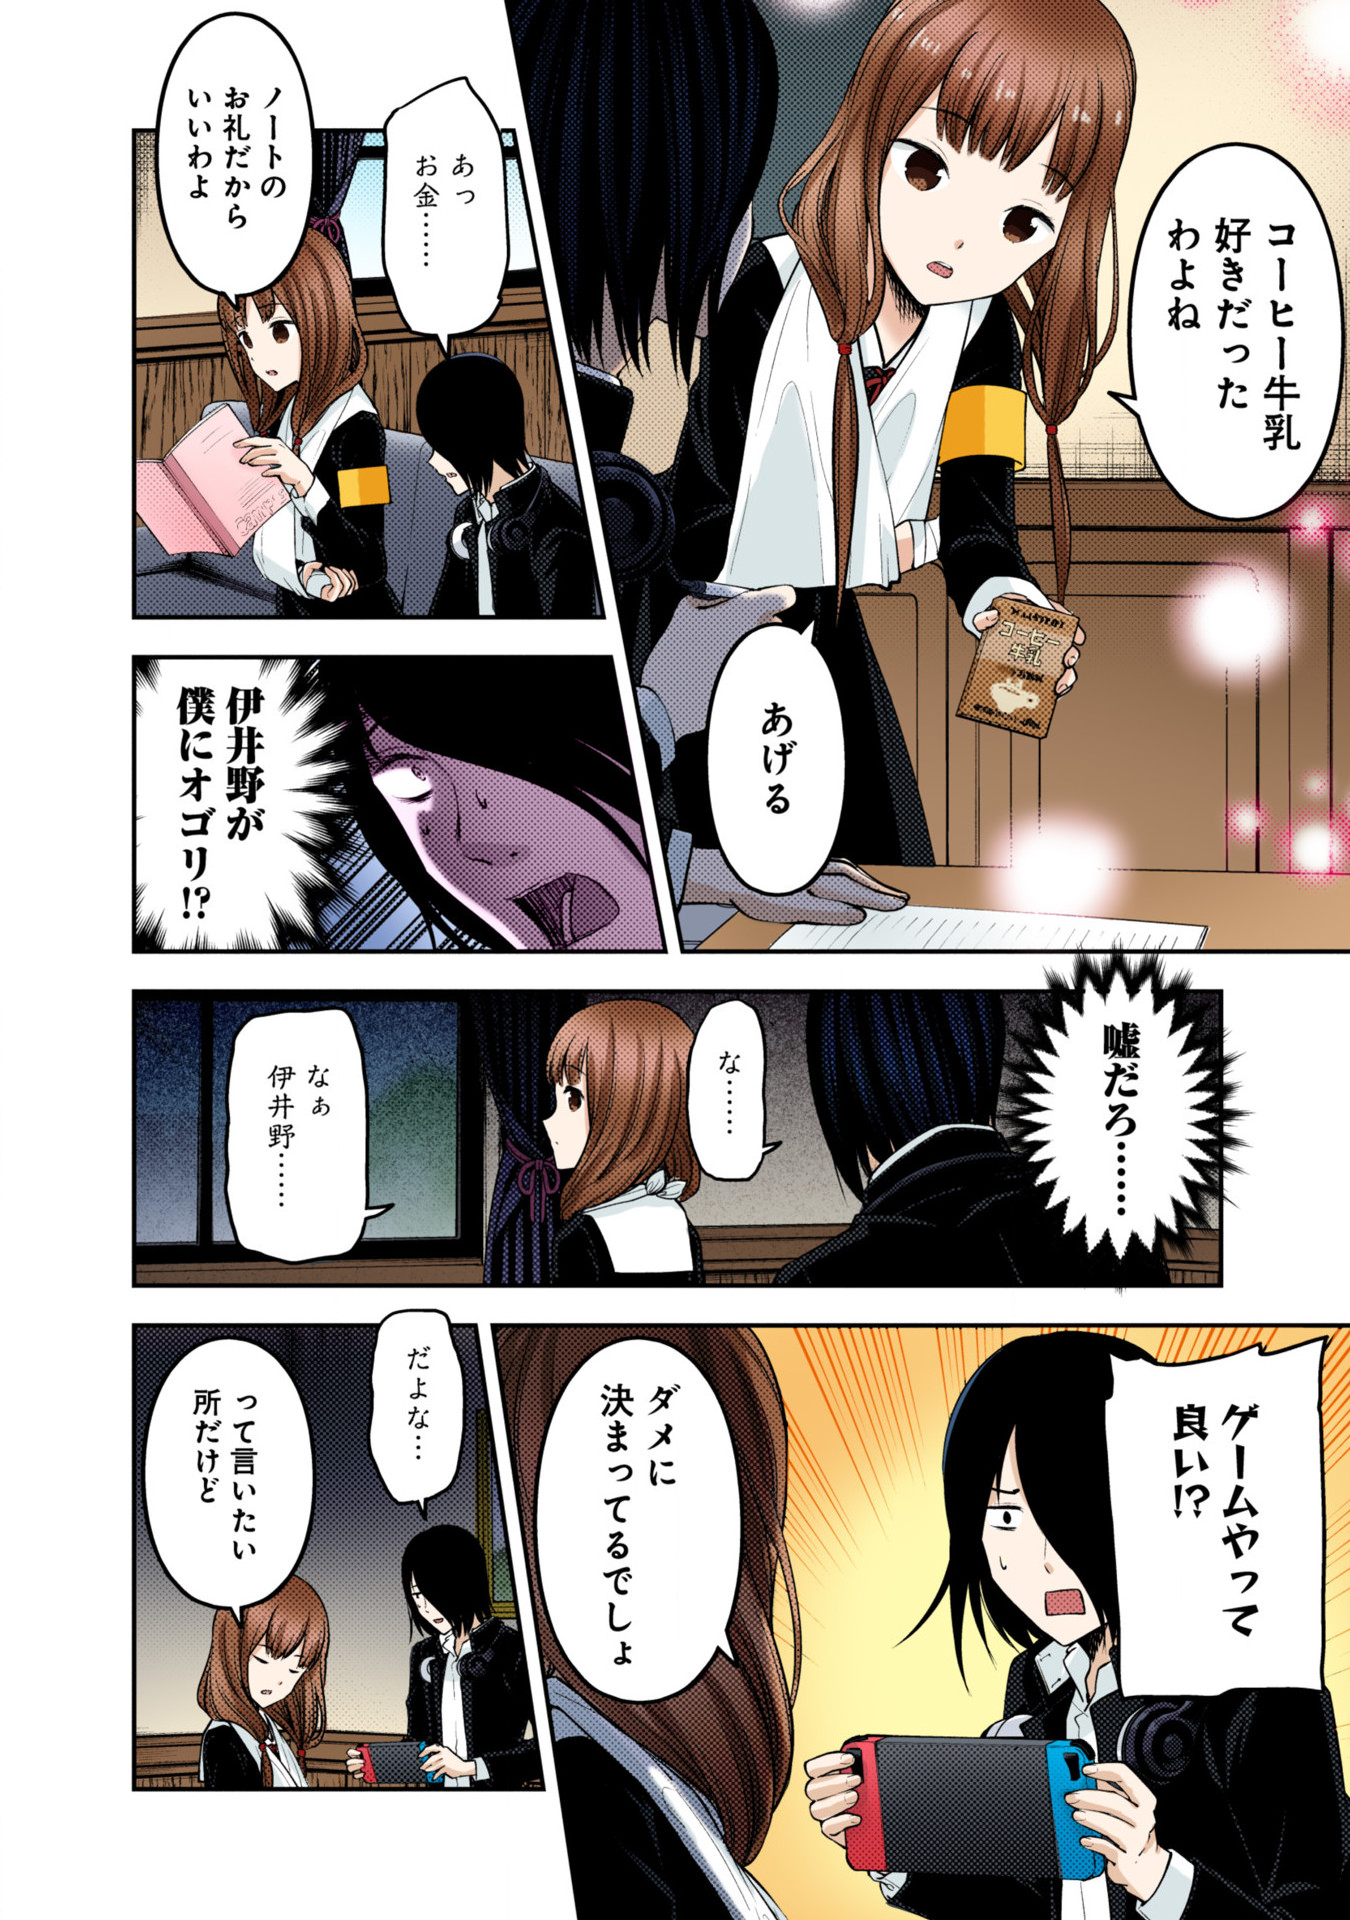 コーヒー牛乳
好きだった
わよね
コーヒー
牛乳
あげる
あっ
お金……
ノートの
お礼だから
いいわよ
伊井野が
僕にオゴリ!?
嘘だろ……
な……
なぁ
伊井野……
ゲームやって
良い!?
ダメに
決まってるでしょ
だよな…
って言いたい
所だけど